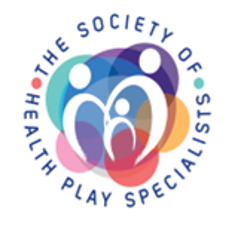 THE SOCIETY OF
HEALTH PLAY SPECIALISTS